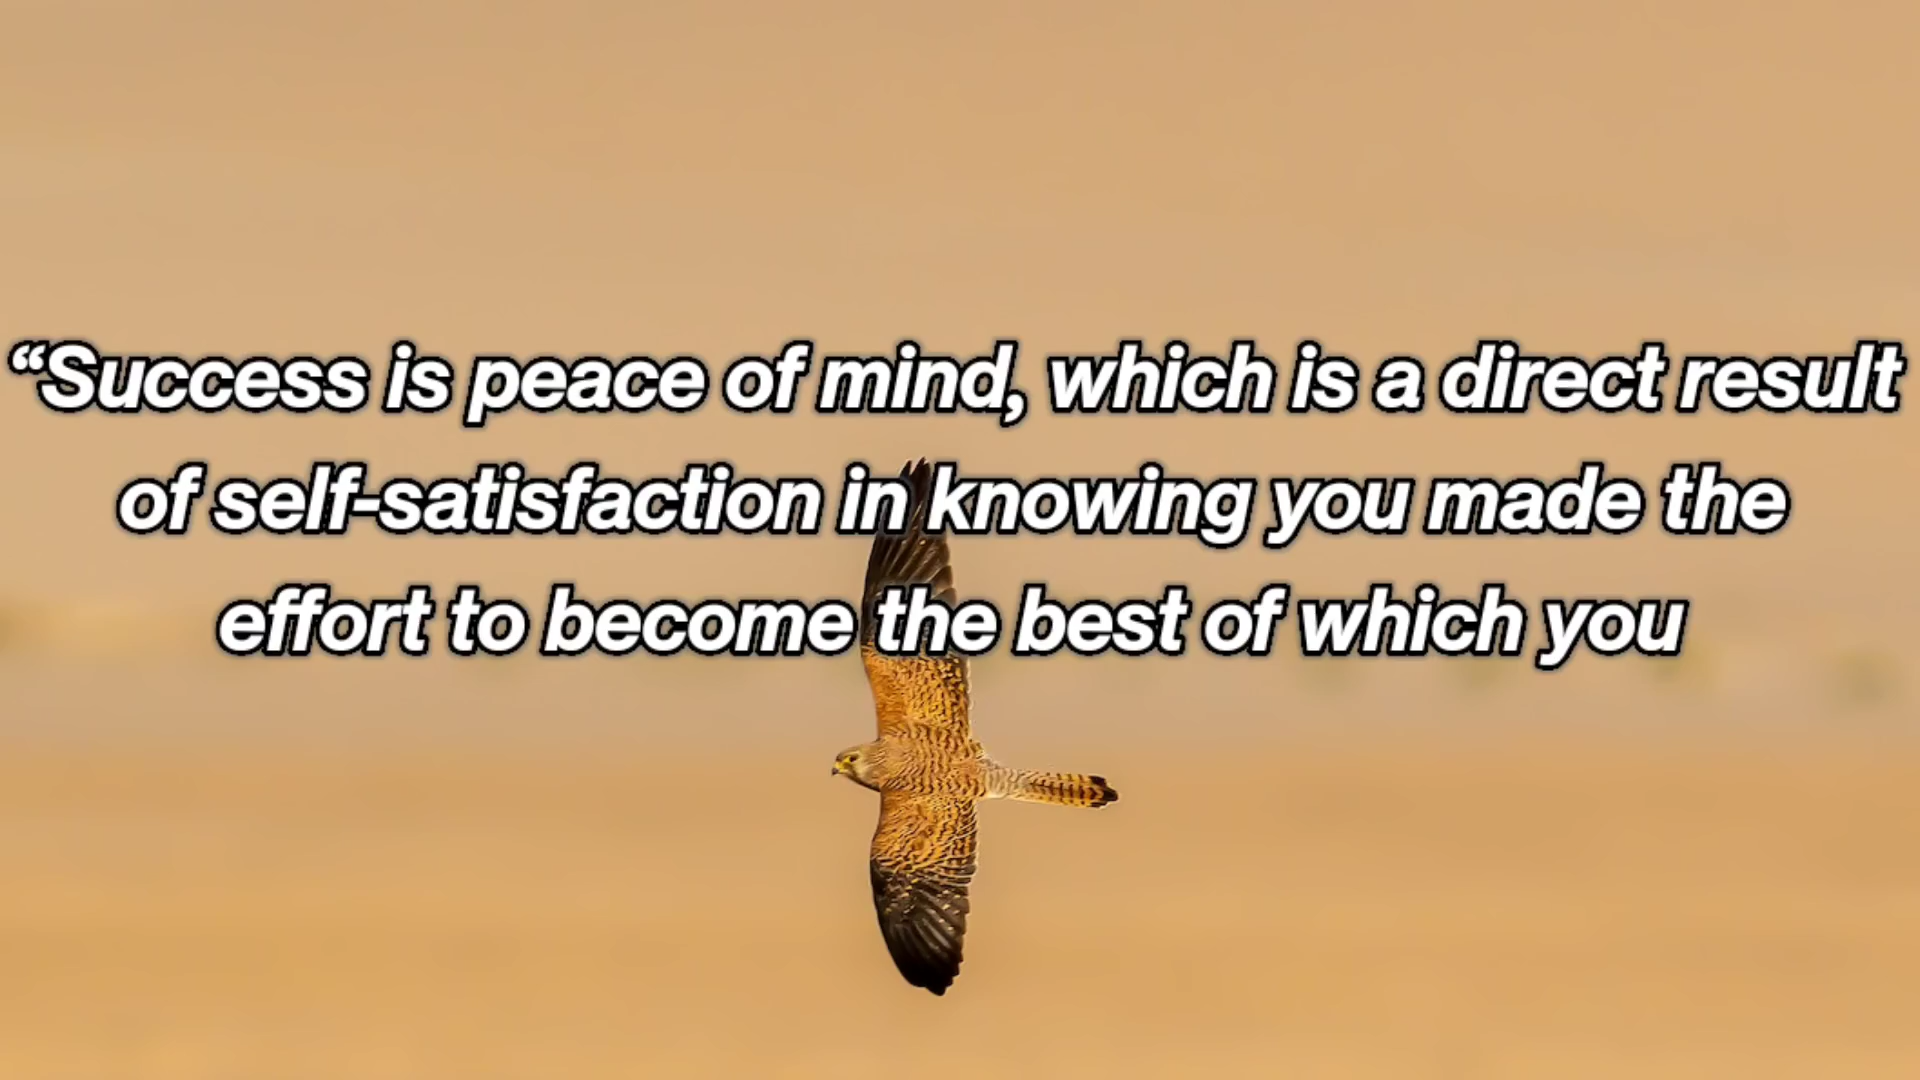 “Success is peace of mind, which is a direct result
of self-satisfaction in knowing you made the
effort to become the best of which you